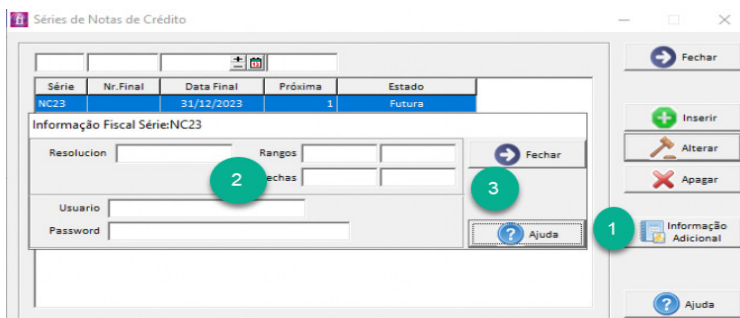 Séries de Notas de Crédito
Fechar
Série Nr.Final Data Final Próxima Estado
NC23 31/12/2023 1 Futura
Inserir
Informação Fiscal Série:NC23
Resolucion Rangos Fechar Alterar
2 echas 3 Apagar
Usuario
Password Ajuda 1 Informação
Adicional
Ajuda